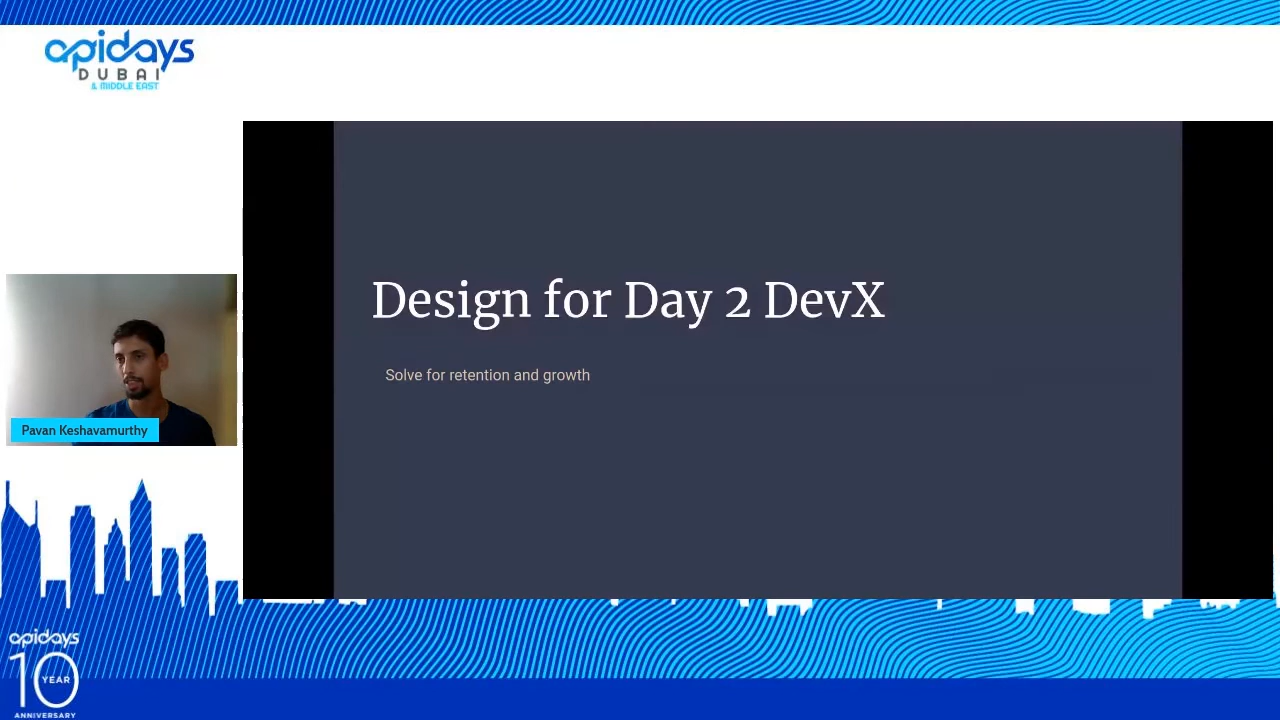 apidays
DUBAI
& MIDDLE EAST
Design for Day 2 DevX
Solve for retention and growth
Pavan Keshavamurthy
apidays
10
YEAR
ANNIVERSARY